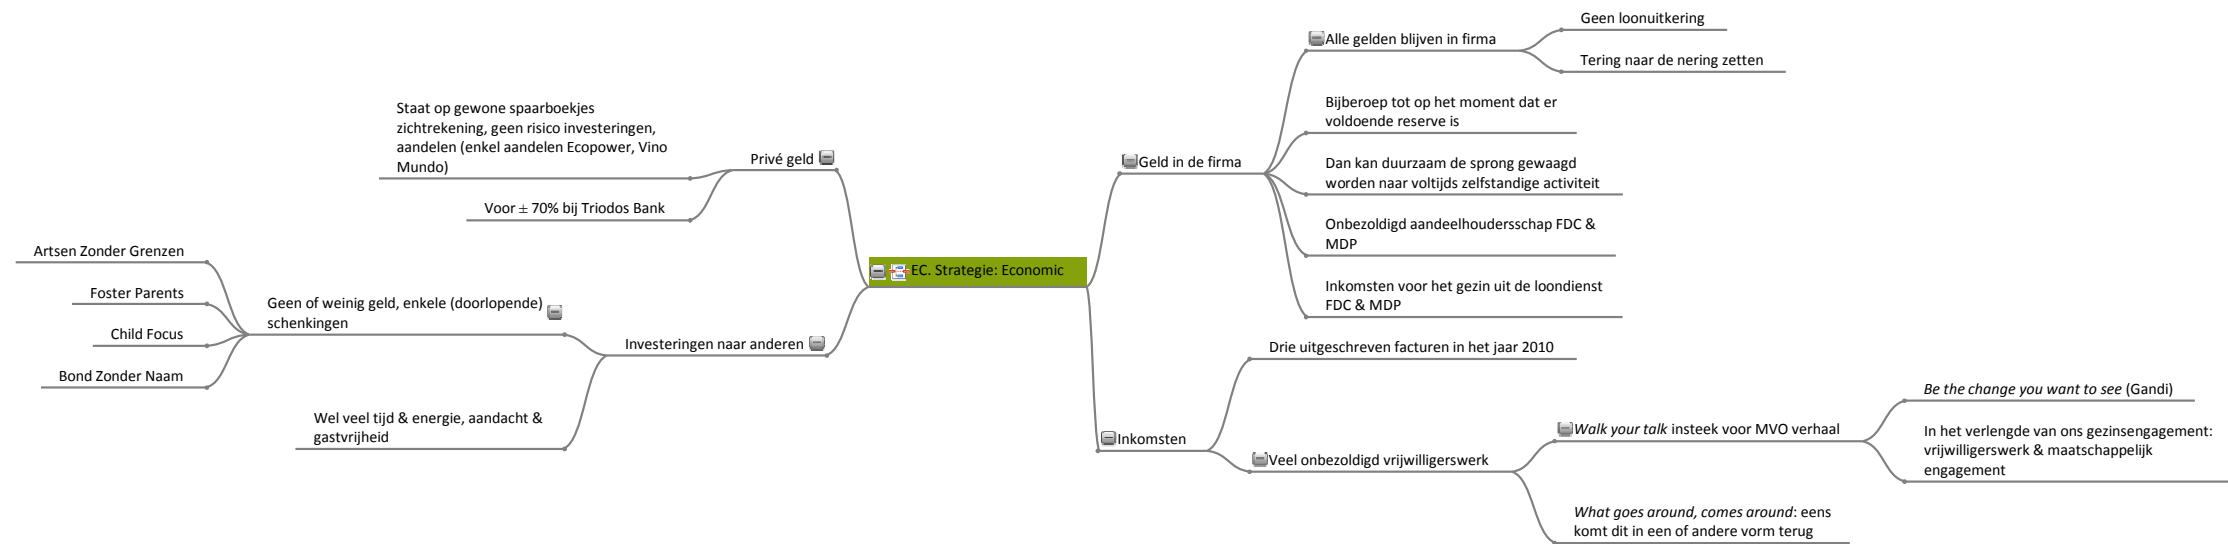 EC. Strategie: Economic
Geld in de firma
Alle gelden blijven in firma
Geen loonuitkering
Tering naar de nering zetten
Bijberoep tot op het moment dat er
voldoende reserve is
Dan kan duurzaam de sprong gewaagd
worden naar voltijds zelfstandige activiteit
Onbezoldigd aandeelhoudersschap FDC &
MDP
Inkomsten voor het gezin uit de loondienst
FDC & MDP
Inkomsten
Drie uitgeschreven facturen in het jaar 2010
Veel onbezoldigd vrijwilligerswerk
Walk your talk insteek voor MVO verhaal
Be the change you want to see (Gandi)
In het verlengde van ons gezinsengagement:
vrijwilligerswerk & maatschappelijk
engagement
What goes around, comes around: eens
komt dit in een of andere vorm terug
Privé geld
Staat op gewone spaarboekjes
zichtrekening, geen risico investeringen,
aandelen (enkel aandelen Ecopower, Vino
Mundo)
Voor ± 70% bij Triodos Bank
Investeringen naar anderen
Geen of weinig geld, enkele (doorlopende)
schenkingen
Artsen Zonder Grenzen
Foster Parents
Child Focus
Bond Zonder Naam
Wel veel tijd & energie, aandacht &
gastvrijheid